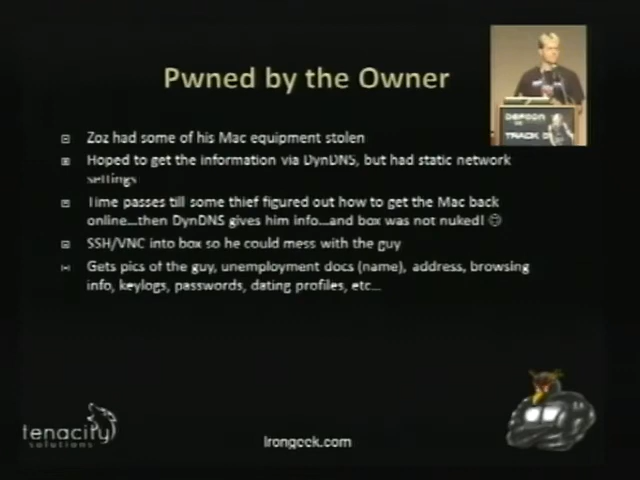 Pwned by the Owner
DEFCON
TRACK
Zoz had some of his Mac equipment stolen
Hoped to get the information via DynDNS, but had static network
settings
Time passes till some thief figured out how to get the Mac back
online...then DynDNS gives him info...and box was not nuked! ☺
SSH/VNC into box so he could mess with the guy
Gets pics of the guy, unemployment docs (name), address, browsing
info, keylogs, passwords, dating profiles, etc...
tenacity
solutions
Irongeek.com